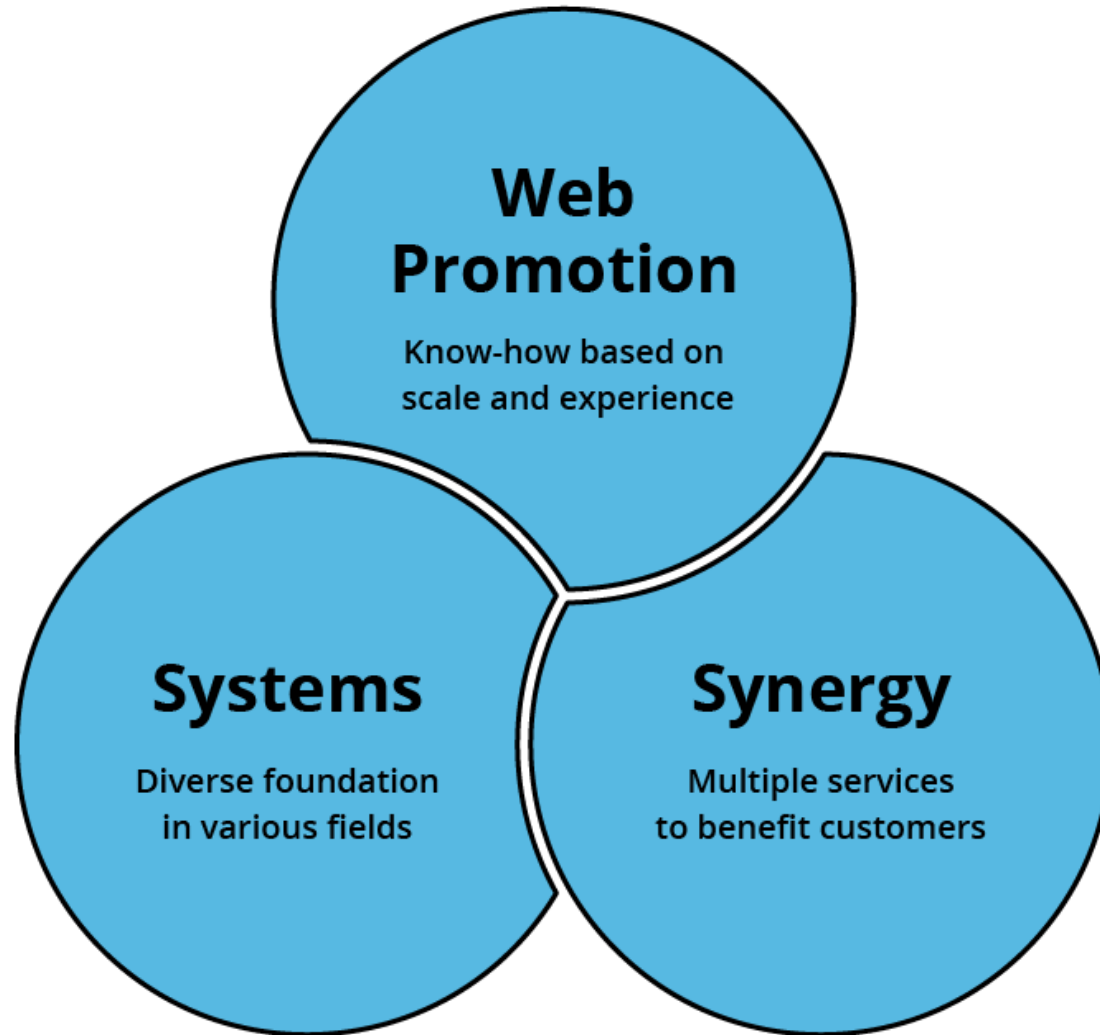 Web
Promotion
Know-how based on
scale and experience
Systems
Diverse foundation
in various fields
Synergy
Multiple services
to benefit customers